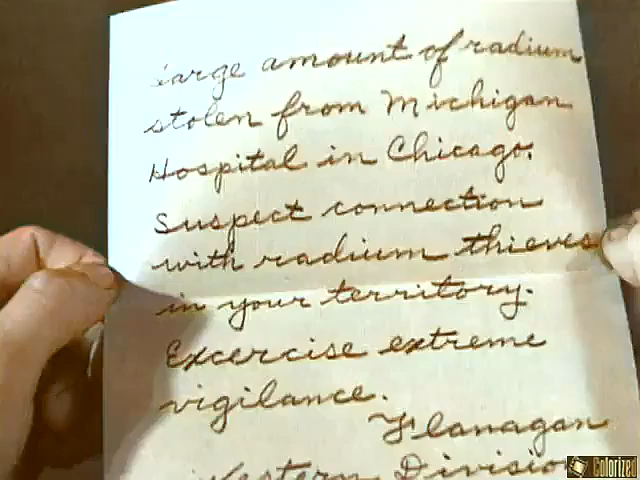 Large amount of radium
stolen from Michigan
Hospital in Chicago.
Suspect connection
with radium thieves
in your territory.
Excercise extreme
vigilance.
Flanagan
Western Division
Colorized